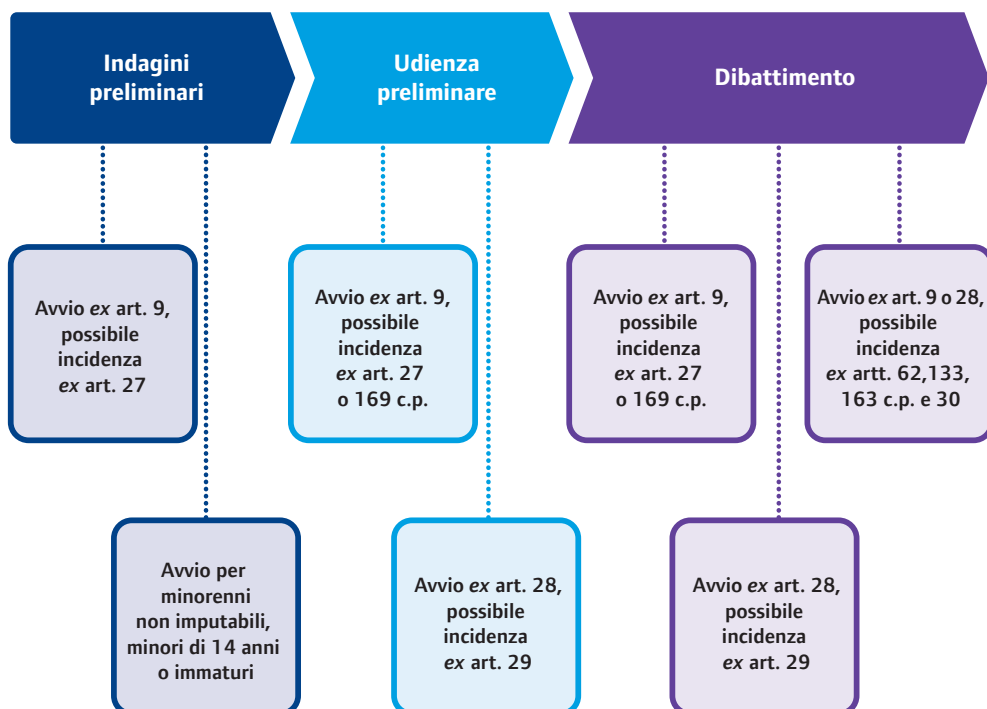 Indagini
preliminari
Udienza
preliminare
Dibattimento
Avvio ex art. 9,
possibile
incidenza
ex art. 27
Avvio ex art. 9,
possibile
incidenza
ex art. 27
o 169 c.p.
Avvio ex art. 9,
possibile
incidenza
ex art. 27
o 169 c.p.
Avvio ex art. 9 o 28,
possibile
incidenza
ex artt. 62,133,
163 c.p. e 30
Avvio per
minorenni
non imputabili,
minori di 14 anni
o immaturi
Avvio ex art. 28,
possibile
incidenza
ex art. 29
Avvio ex art. 28,
possibile
incidenza
ex art. 29